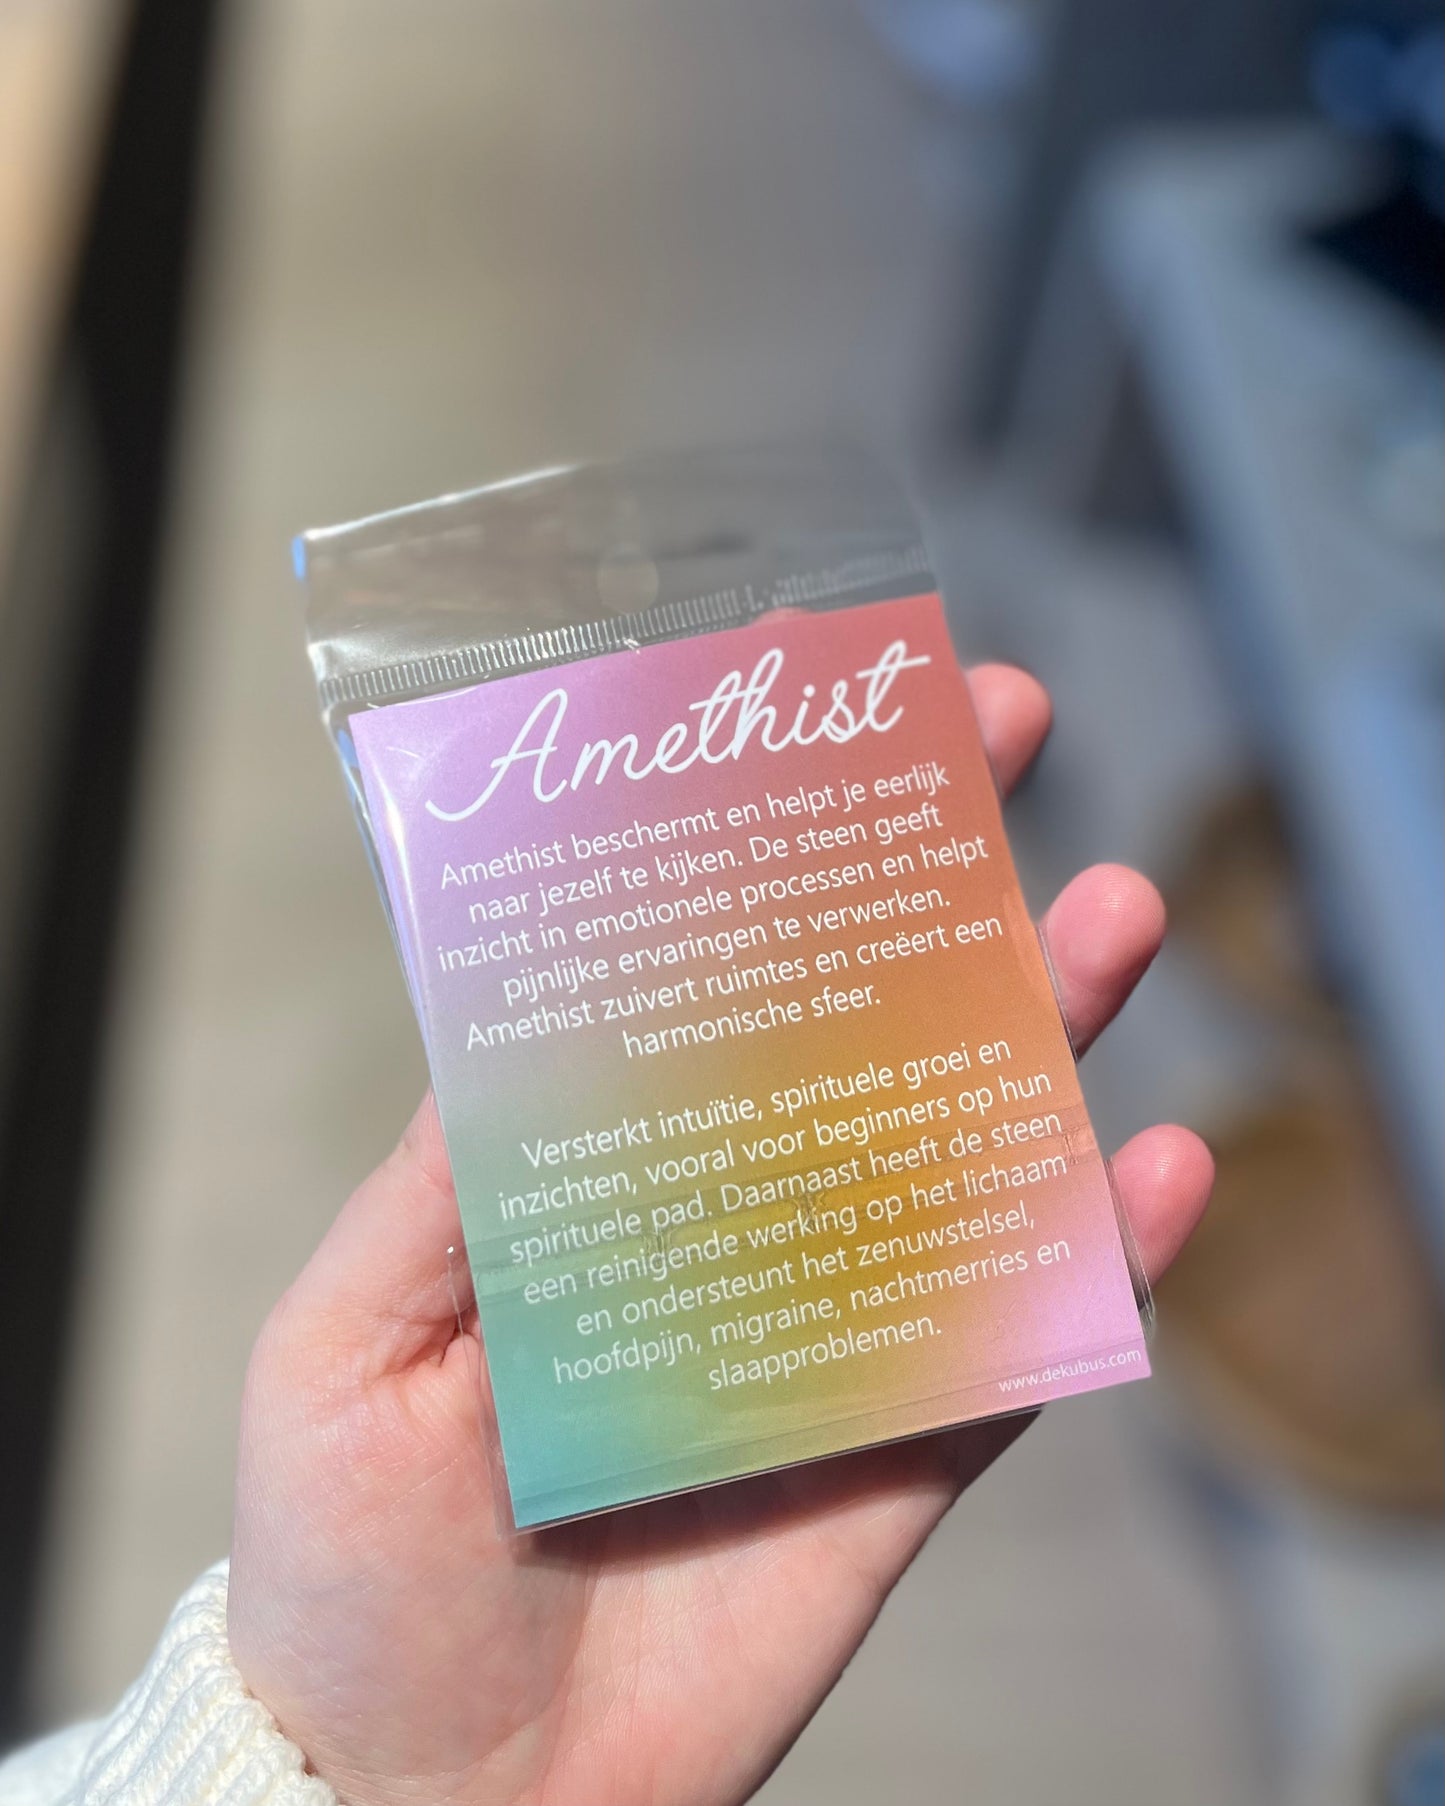 Amethist
Amethist beschermt en helpt je eerlijk
naar jezelf te kijken. De steen geeft
inzicht in emotionele processen en helpt
pijnlijke ervaringen te verwerken.
Amethist zuivert ruimtes en creëert een
harmonische sfeer.
Versterkt intuïtie, spirituele groei en
inzichten, vooral voor beginners op hun
spirituele pad. Daarnaast heeft de steen
een reinigende werking op het lichaam
en ondersteunt het zenuwstelsel,
hoofdpijn, migraine, nachtmerries en
slaapproblemen.
www.dekubus.com